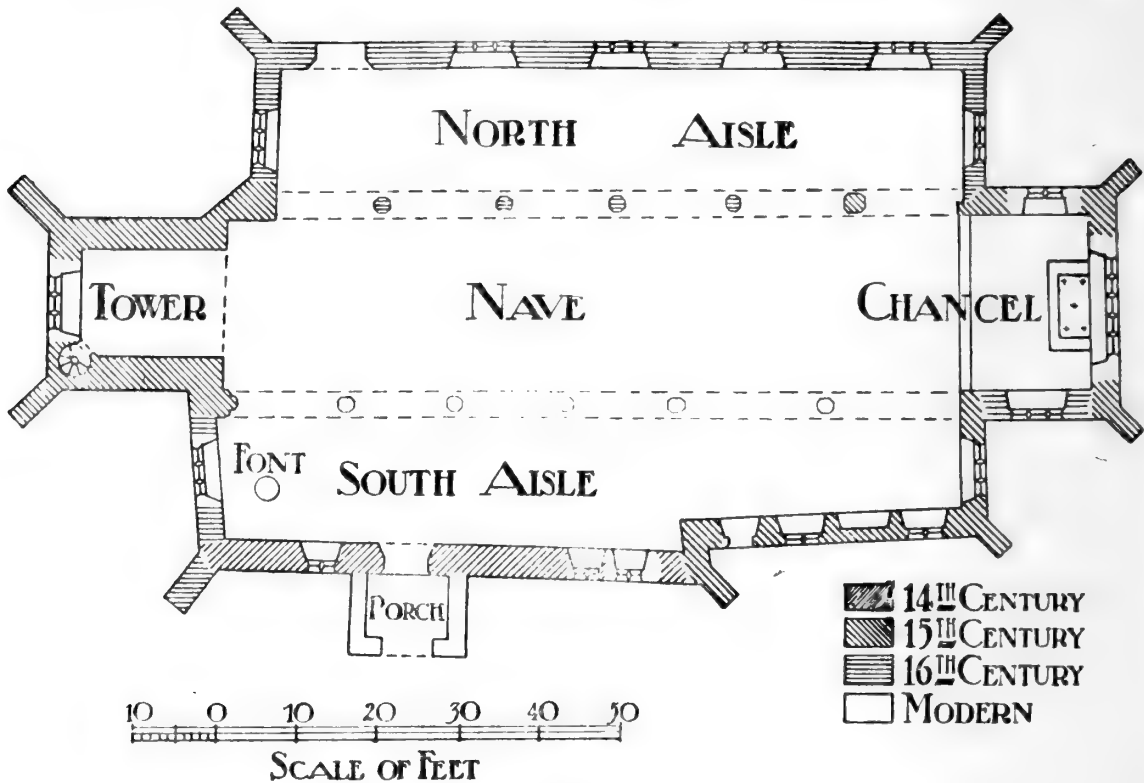 NORTH AISLE
TOWER NAVE CHANCEL
FONT
SOUTH AISLE
PORCH
14TH CENTURY
15TH CENTURY
16TH CENTURY
MODERN
10 0 10 20 30 40 50
SCALE OF FEET